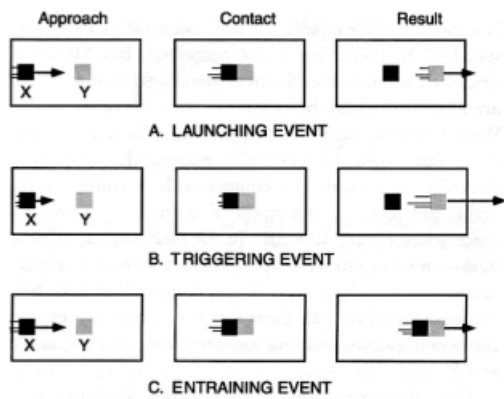 Approach Contact Result
X Y
A. LAUNCHING EVENT
X Y
B. TRIGGERING EVENT
X Y
C. ENTRAINING EVENT